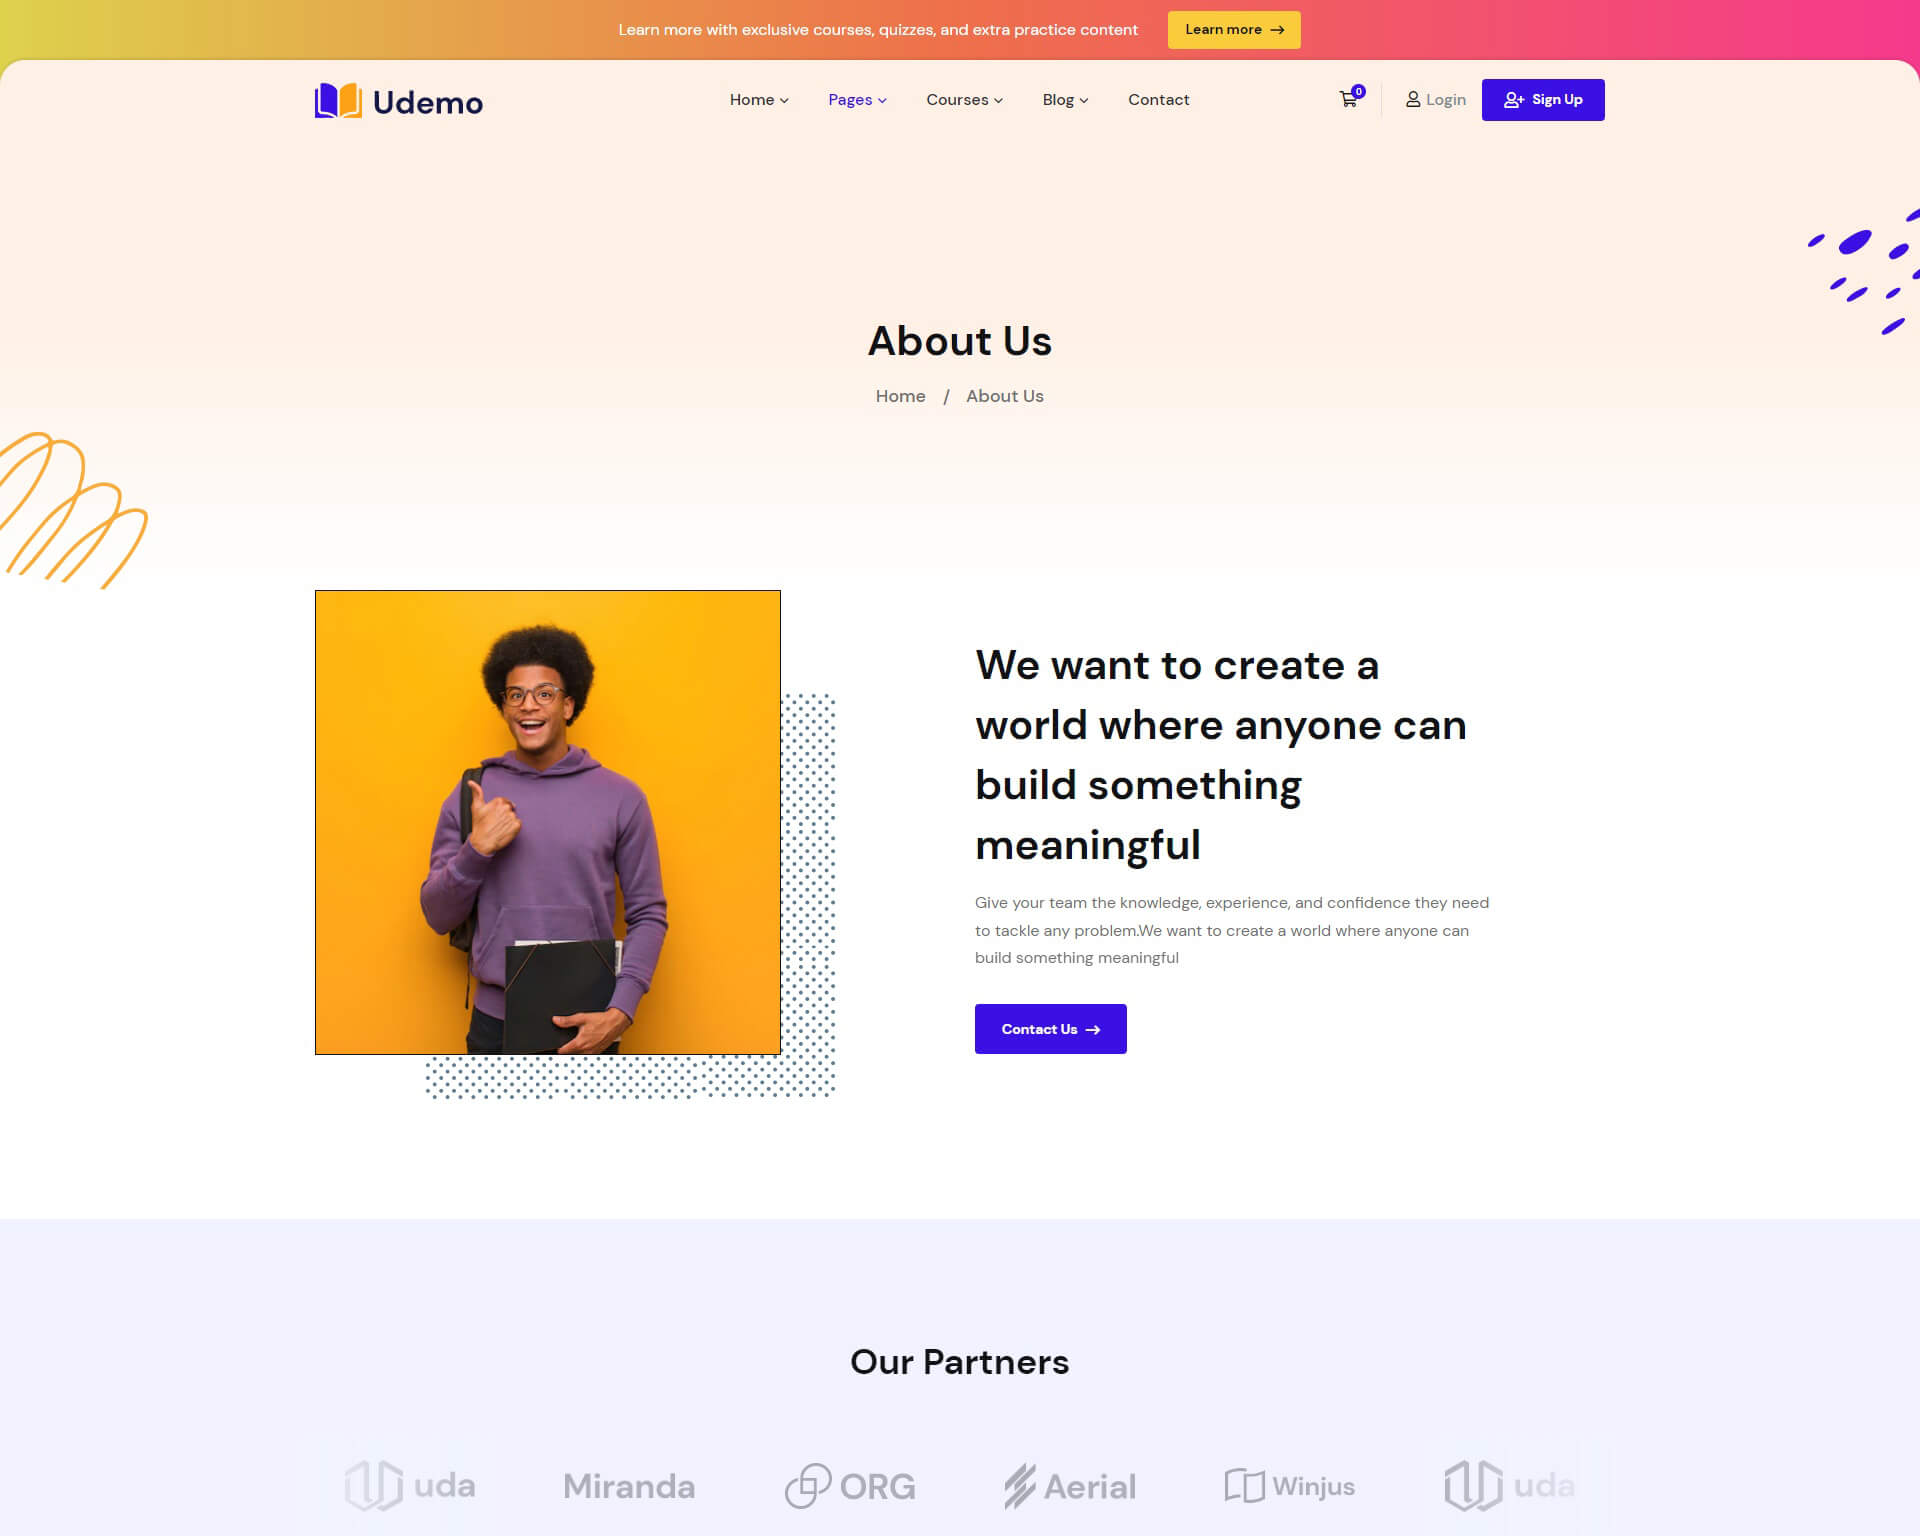 Learn more with exclusive courses, quizzes, and extra practice content
Learn more
Udemo
Home
Pages
Courses
Blog
Contact
0
Login
Sign Up
About Us
Home / About Us
We want to create a
world where anyone can
build something
meaningful
Give your team the knowledge, experience, and confidence they need
to tackle any problem.We want to create a world where anyone can
build something meaningful
Contact Us
Our Partners
uda
Miranda
ORG
Aerial
Winjus
uda